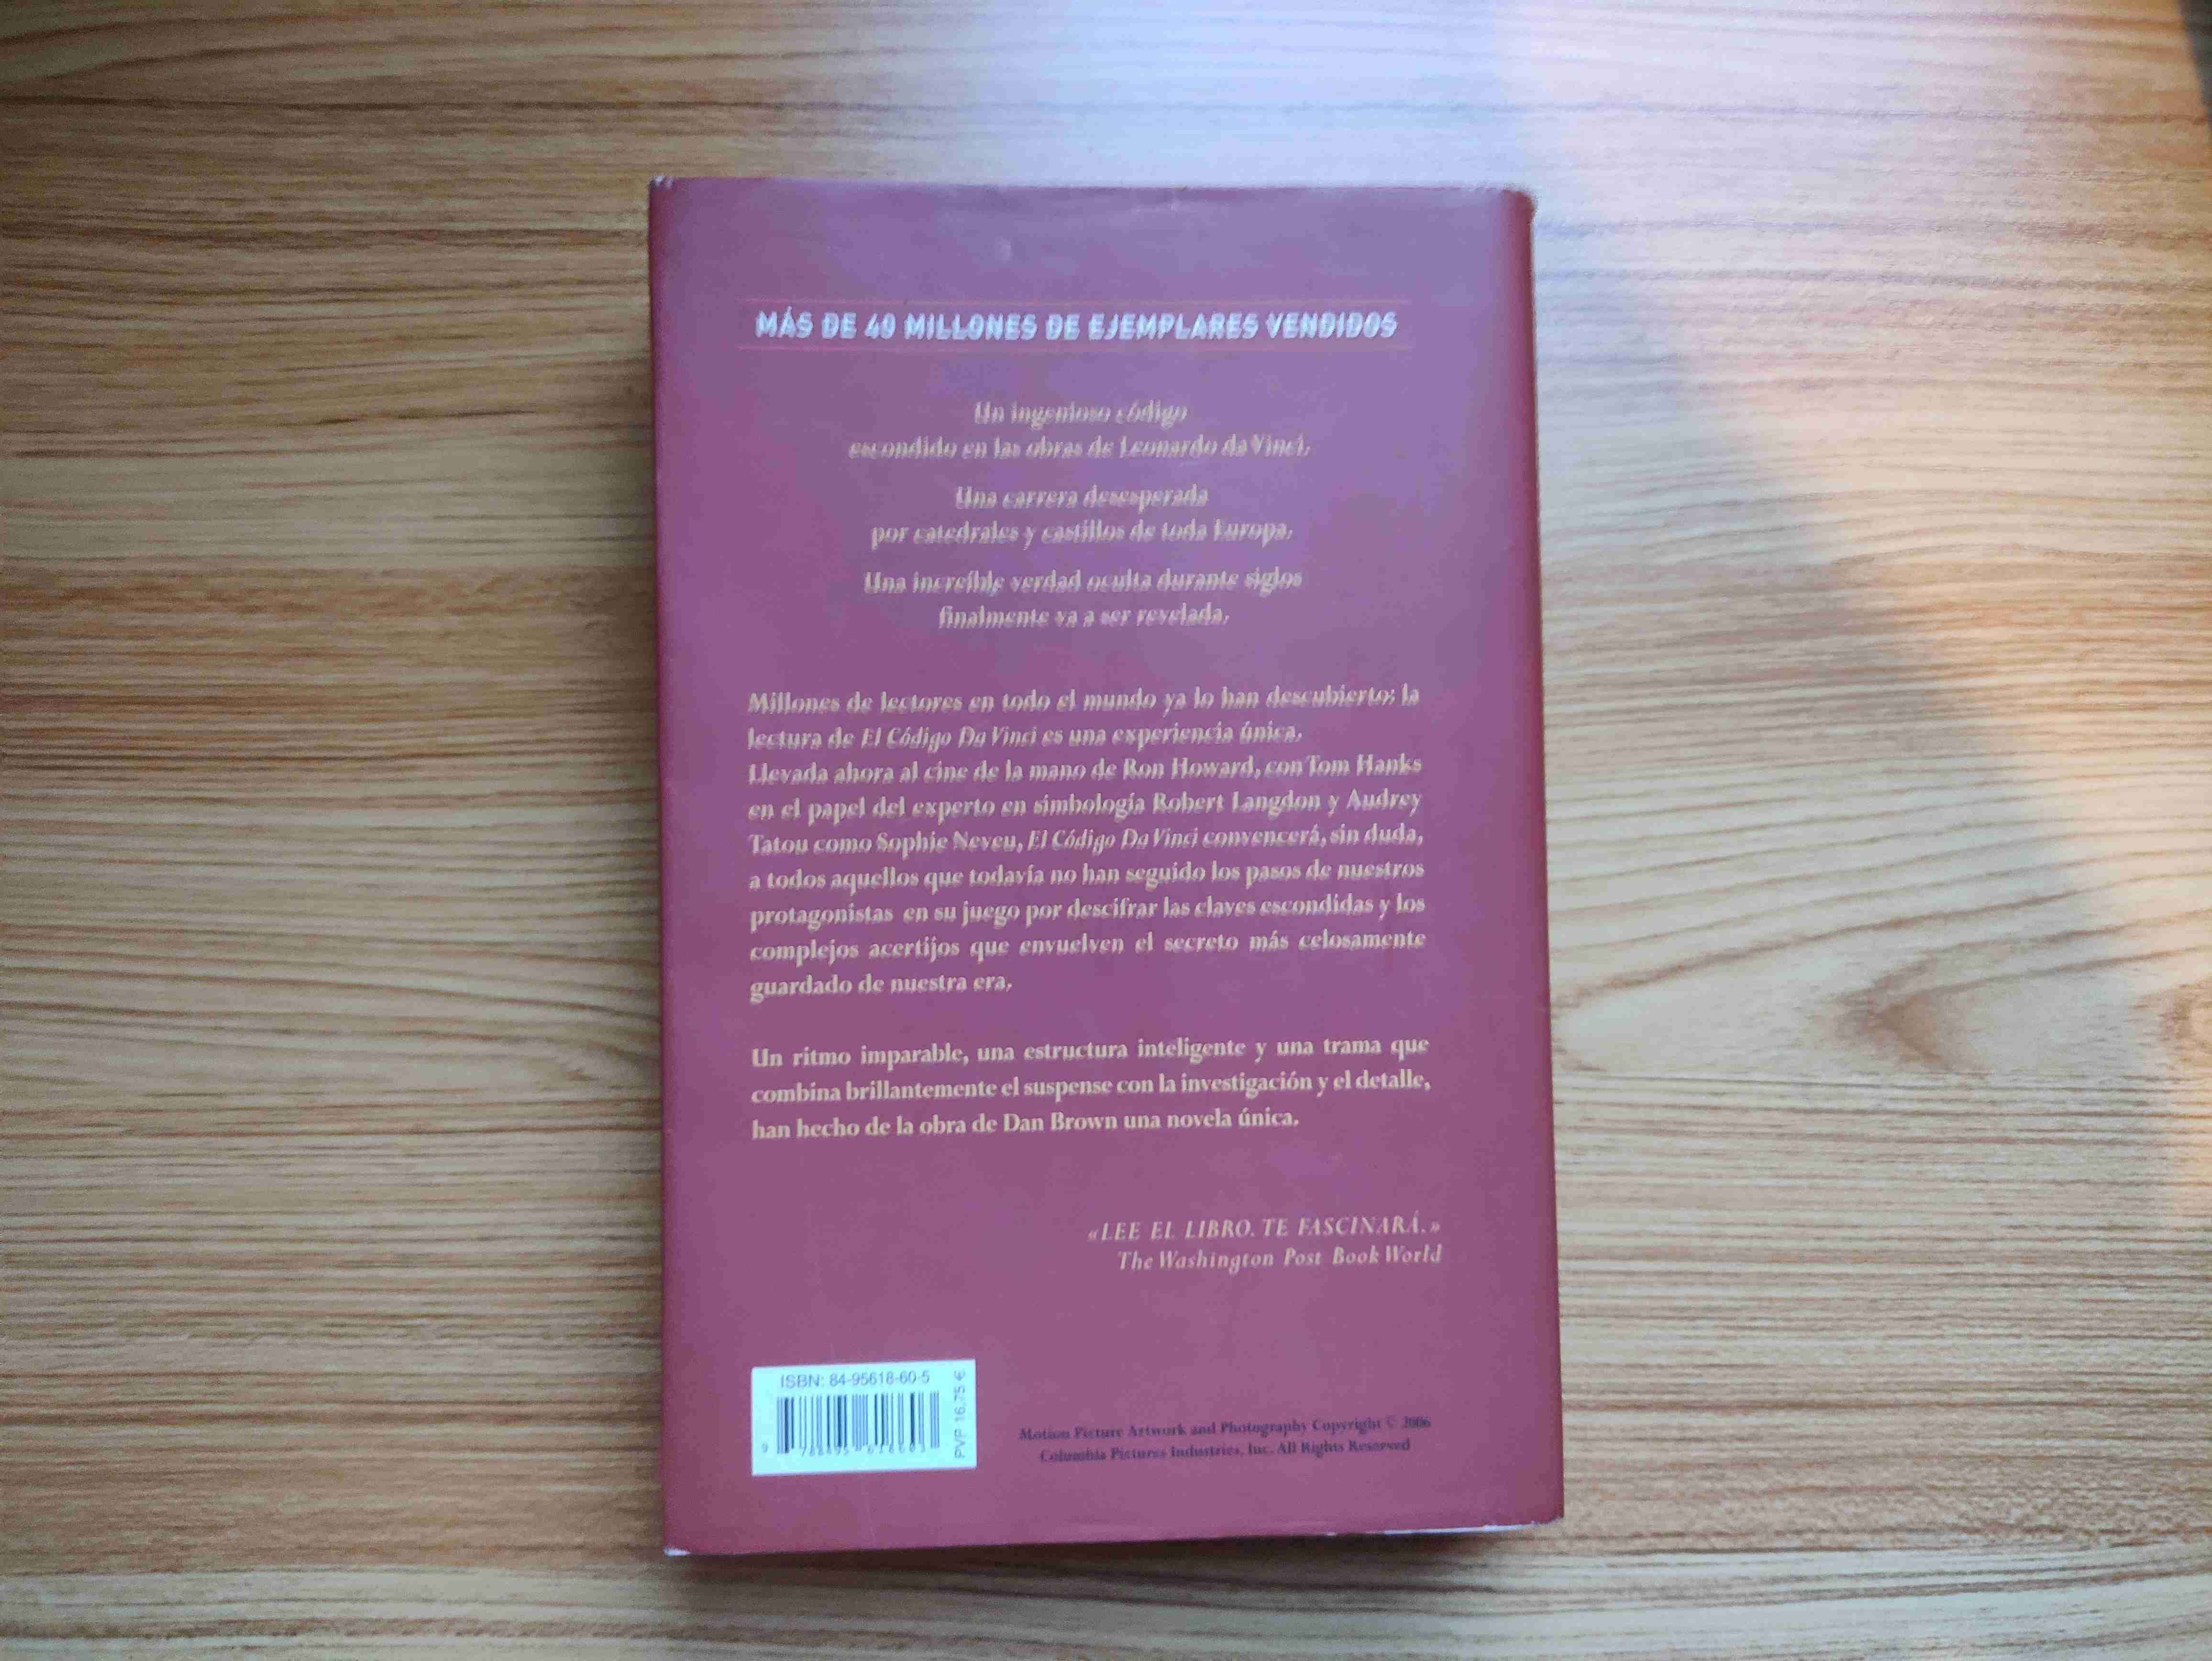 MÁS DE 40 MILLONES DE EJEMPLARES VENDIDOS
Un ingenioso código
escondido en las obras de Leonardo da Vinci.
Una carrera desesperada
por catedrales y castillos de toda Europa.
Una increíble verdad oculta durante siglos
finalmente va a ser revelada.
Millones de lectores en todo el mundo ya lo han descubierto: la
lectura de El Código Da Vinci es una experiencia única.
Llevada ahora al cine de la mano de Ron Howard, con Tom Hanks
en el papel del experto en simbología Robert Langdon y Audrey
Tatou como Sophie Neveu, El Código Da Vinci convencerá, sin duda,
a todos aquellos que todavía no han seguido los pasos de nuestros
protagonistas en su juego por descifrar las claves escondidas y los
complejos acertijos que envuelven el secreto más celosamente
guardado de nuestra era.
Un ritmo imparable, una estructura inteligente y una trama que
combina brillantemente el suspense con la investigación y el detalle,
han hecho de la obra de Dan Brown una novela única.
«LEE EL LIBRO. TE FASCINARÁ.»
The Washington Post Book World
ISBN: 84-95618-60-5
PVP 16.75 €
9 788495 618603
Motion Picture Artwork and Photography Copyright © 2006
Columbia Pictures Industries, Inc. All Rights Reserved